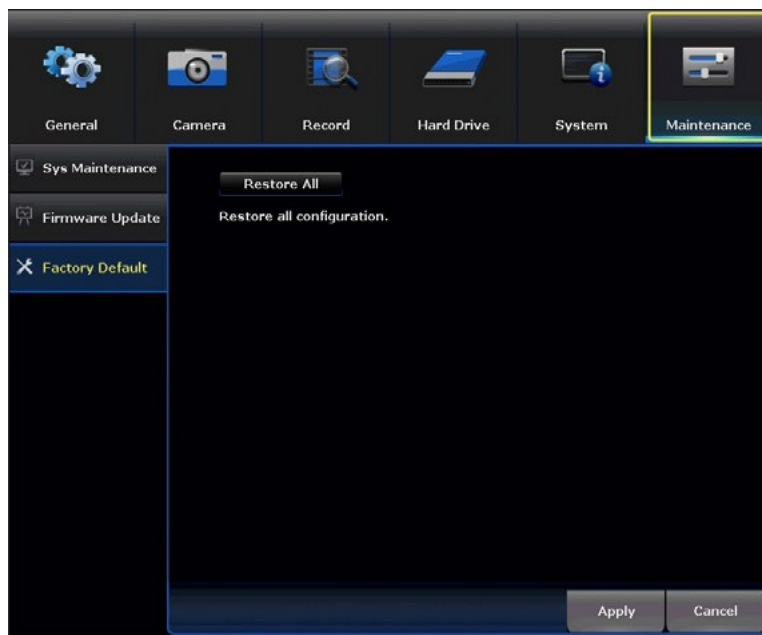 General Camera Record Hard Drive System Maintenance
Sys Maintenance
Firmware Update
Factory Default
Restore All
Restore all configuration.
Apply Cancel